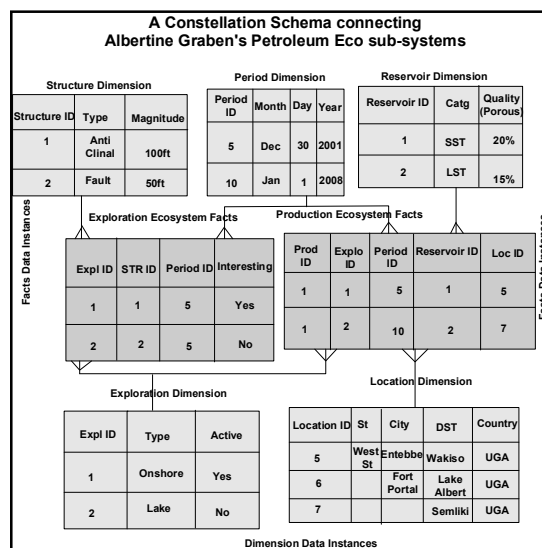 A Constellation Schema connecting
Albertine Graben's Petroleum Eco sub-systems
Structure Dimension
Structure ID Type Magnitude
1 Anti Clinal 100ft
2 Fault 50ft
Period Dimension
Period ID Month Day Year
5 Dec 30 2001
10 Jan 1 2008
Reservoir Dimension
Reservoir ID Catg Quality (Porous)
1 SST 20%
2 LST 15%
Facts Data Instances
Exploration Ecosystem Facts
Expl ID STR ID Period ID Interesting
1 1 5 Yes
2 2 5 No
Production Ecosystem Facts
Prod ID Explo ID Period ID Reservoir ID Loc ID
1 1 5 1 5
1 2 10 2 7
Facts Data Instances
Exploration Dimension
Expl ID Type Active
1 Onshore Yes
2 Lake No
Location Dimension
Location ID St City DST Country
5 West St Entebbe Wakiso UGA
6 Fort Portal Lake Albert UGA
7 Semliki UGA
Dimension Data Instances